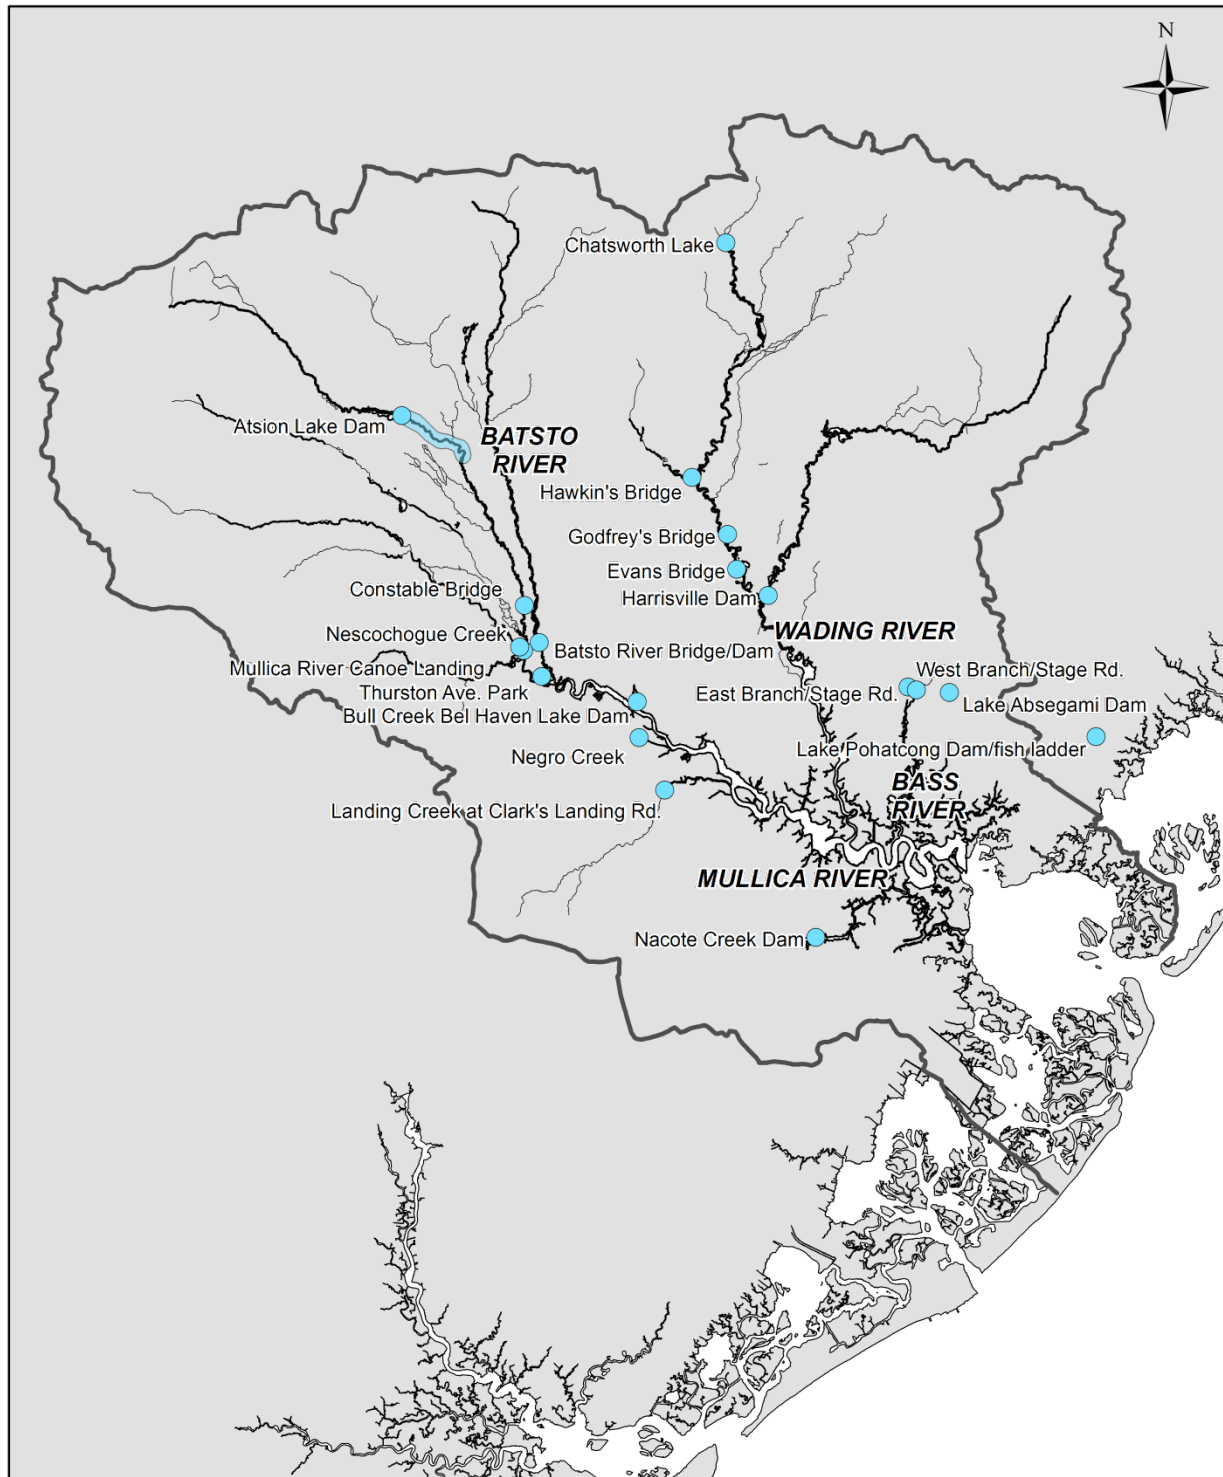 N
Chatsworth Lake
Atsion Lake Dam
BATSTO
RIVER
Hawkin's Bridge
Godfrey's Bridge
Evans Bridge
Constable Bridge
Harrisville Dam
Nescochogue Creek
WADING RIVER
Batsto River Bridge/Dam
Mullica River Canoe Landing
West Branch/Stage Rd.
Thurston Ave. Park
East Branch/Stage Rd.
Lake Absegami Dam
Bull Creek Bel Haven Lake Dam
Negro Creek
Lake Pohatcong Dam/fish ladder
BASS
RIVER
Landing Creek at Clark's Landing Rd.
MULLICA RIVER
Nacote Creek Dam